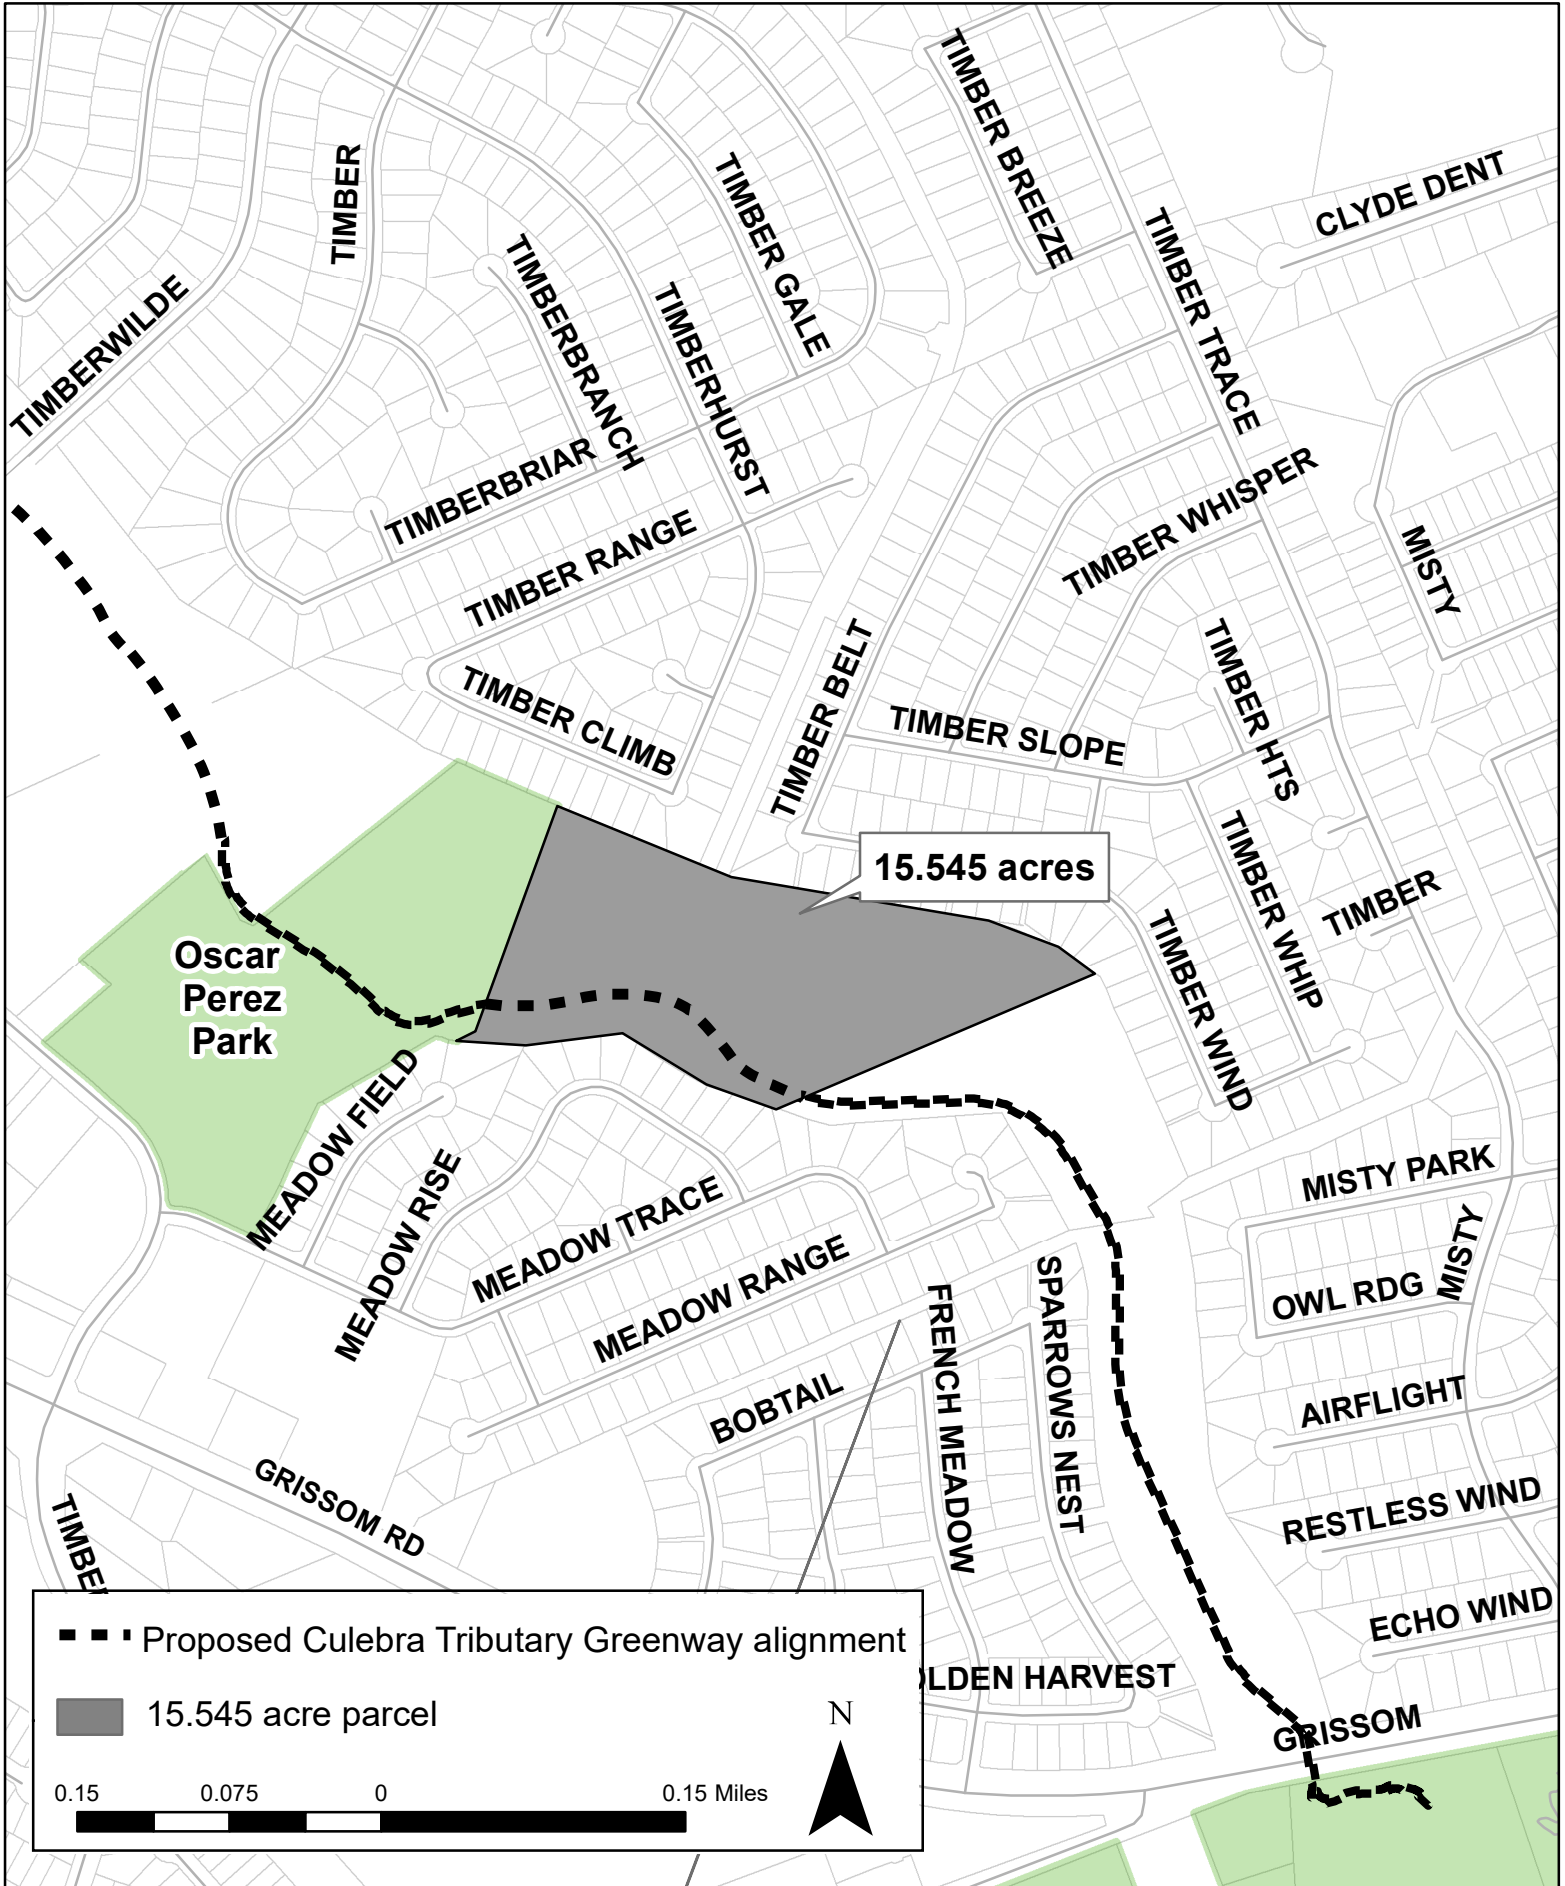 TIMBER BREEZE
TIMBER
TIMBER GALE
CLYDE DENT
TIMBER TRACE
TIMBERBRANCH
TIMBERWILDE
TIMBERHURST
TIMBERBRIAR
TIMBER RANGE
TIMBER WHISPER
MISTY
TIMBER CLIMB
TIMBER BELT
TIMBER SLOPE
TIMBER HTS
15.545 acres
TIMBER WHIP
TIMBER
TIMBER WIND
Oscar
Perez
Park
MEADOW FIELD
MEADOW RISE
MEADOW TRACE
MEADOW RANGE
MISTY PARK
MISTY
OWL RDG
SPARROWS NEST
FRENCH MEADOW
BOBTAIL
AIRFLIGHT
GRISSOM RD
RESTLESS WIND
TIMBE
ECHO WIND
OLDEN HARVEST
GRISSOM
Proposed Culebra Tributary Greenway alignment
15.545 acre parcel
N
0.15 0.075 0 0.15 Miles